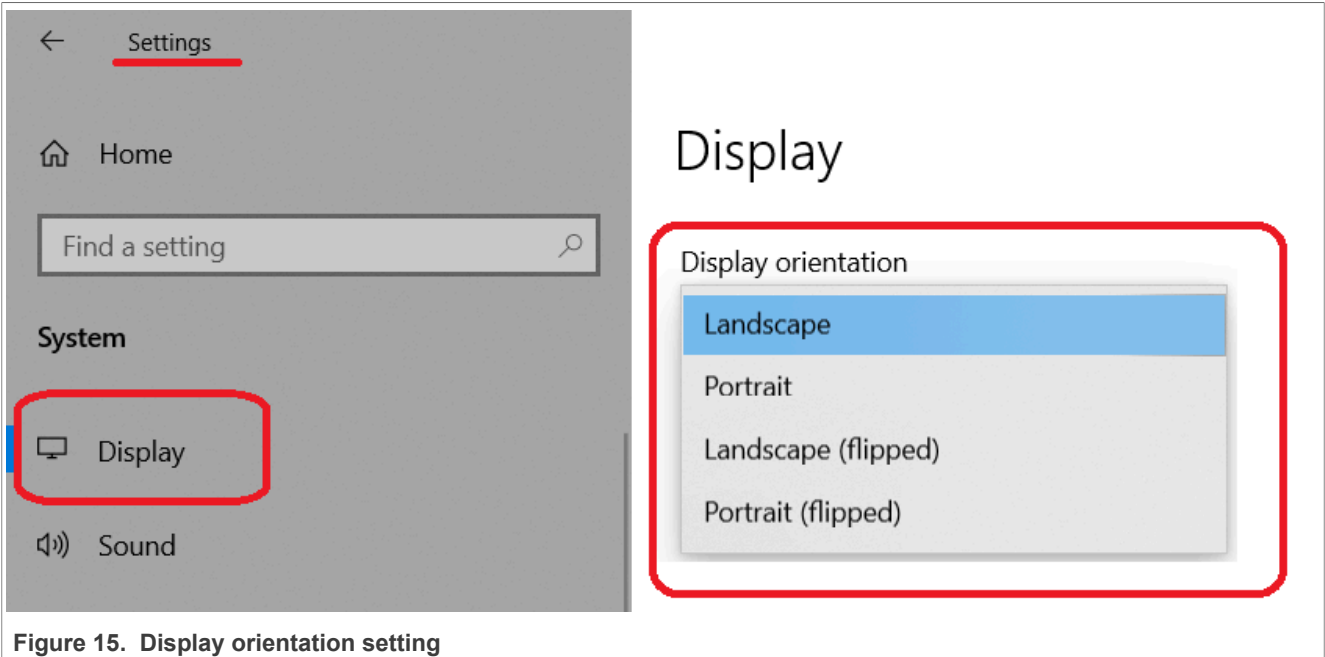 Settings
Home
Find a setting
System
Display
Sound
Display
Display orientation
Landscape
Portrait
Landscape (flipped)
Portrait (flipped)
Figure 15. Display orientation setting